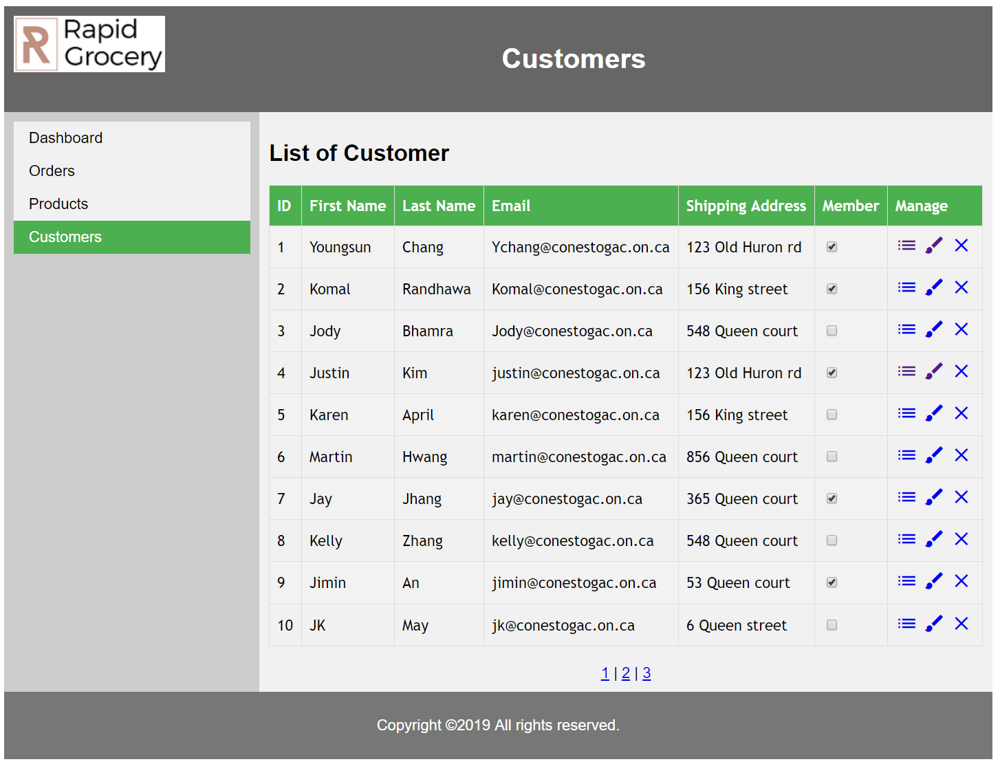 Rapid
Grocery
Customers
Dashboard
Orders
Products
Customers
List of Customer
ID First Name Last Name Email Shipping Address Member Manage
1 Youngsun Chang Ychang@conestogac.on.ca 123 Old Huron rd
2 Komal Randhawa Komal@conestogac.on.ca 156 King street
3 Jody Bhamra Jody@conestogac.on.ca 548 Queen court
4 Justin Kim justin@conestogac.on.ca 123 Old Huron rd
5 Karen April karen@conestogac.on.ca 156 King street
6 Martin Hwang martin@conestogac.on.ca 856 Queen court
7 Jay Jhang jay@conestogac.on.ca 365 Queen court
8 Kelly Zhang kelly@conestogac.on.ca 548 Queen court
9 Jimin An jimin@conestogac.on.ca 53 Queen court
10 JK May jk@conestogac.on.ca 6 Queen street
1 | 2 | 3
Copyright ©2019 All rights reserved.